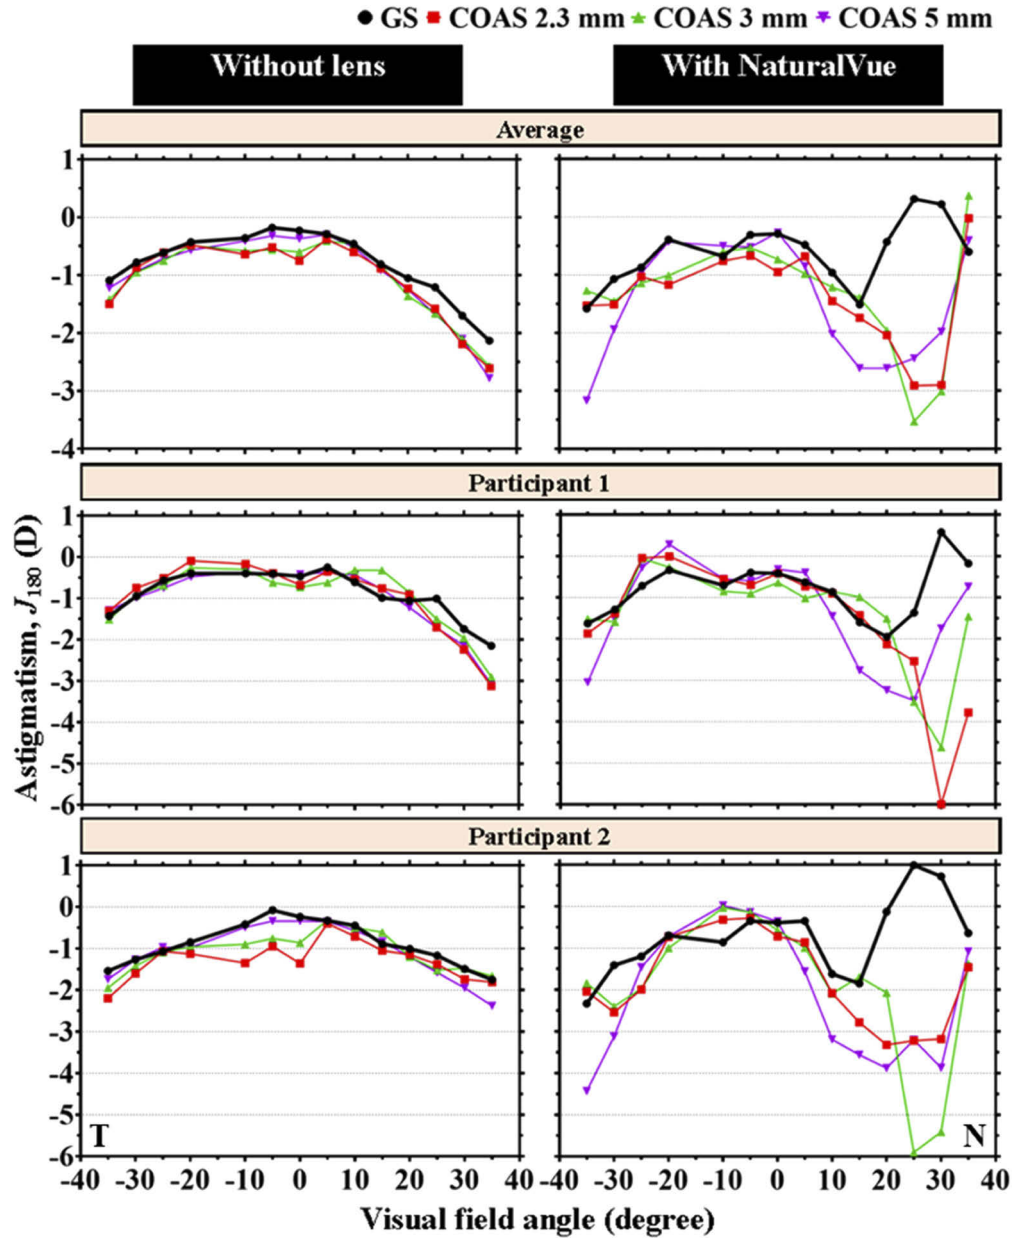 GS COAS 2.3 mm COAS 3 mm COAS 5 mm
Without lens With NaturalVue
Average
1
0
-1
-2
-3
-4
Participant 1
1
0
-1
-2
-3
-4
-5
-6
Participant 2
1
0
-1
-2
-3
-4
-5
-6
Astigmatism, J180 (D)
T N
-40 -30 -20 -10 0 10 20 30 40 -40 -30 -20 -10 0 10 20 30 40
Visual field angle (degree)